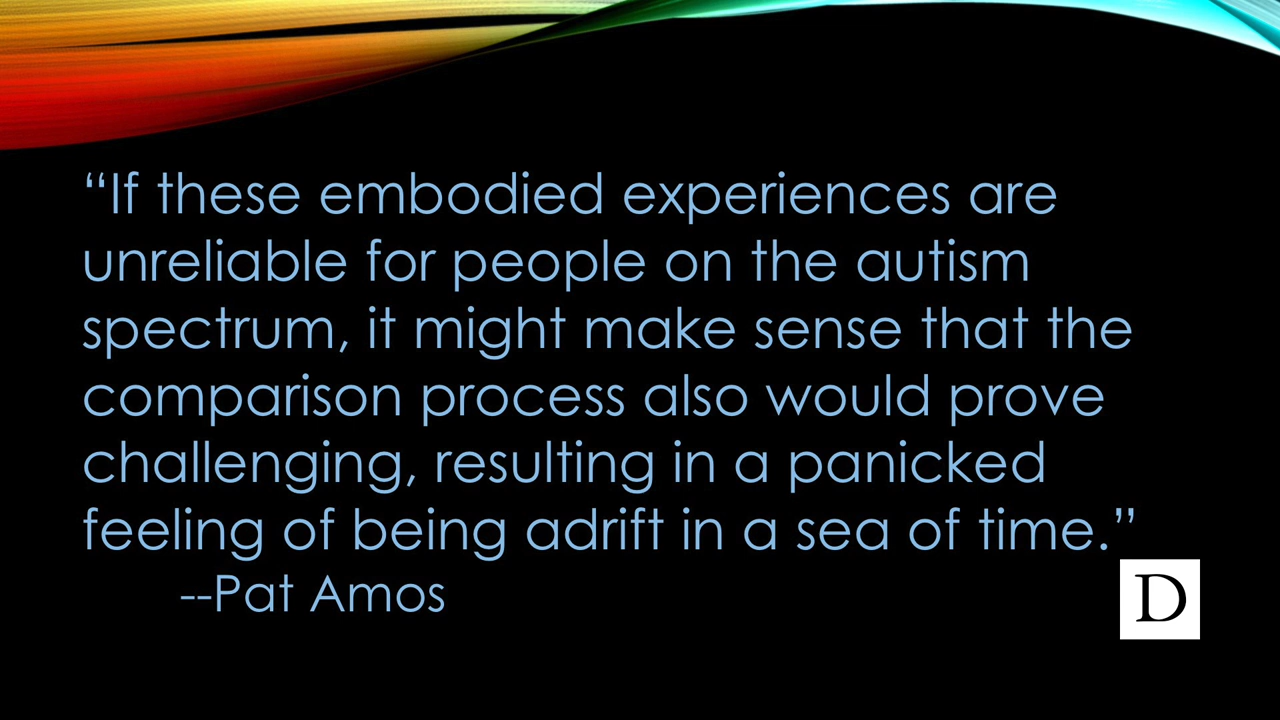 “If these embodied experiences are
unreliable for people on the autism
spectrum, it might make sense that the
comparison process also would prove
challenging, resulting in a panicked
feeling of being adrift in a sea of time.”
--Pat Amos
D